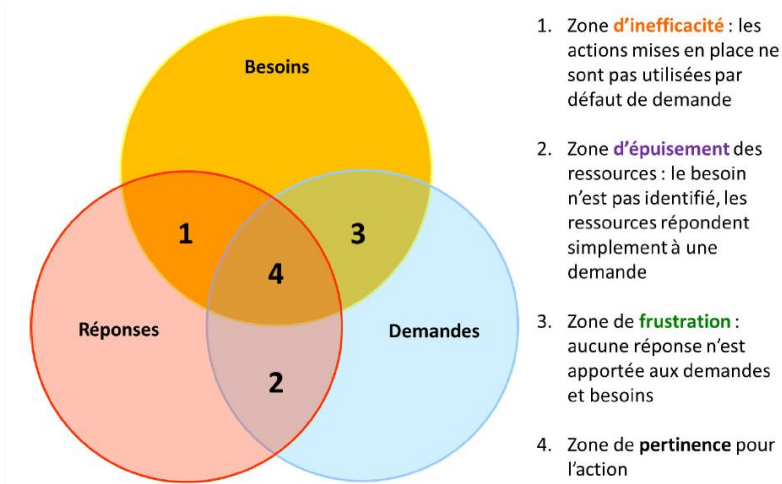 Besoins
1
3
4
Réponses
Demandes
2
1. Zone d’inefficacité : les
actions mises en place ne
sont pas utilisées par
défaut de demande
2. Zone d’épuisement des
ressources : le besoin
n’est pas identifié, les
ressources répondent
simplement à une
demande
3. Zone de frustration :
aucune réponse n’est
apportée aux demandes
et besoins
4. Zone de pertinence pour
l’action